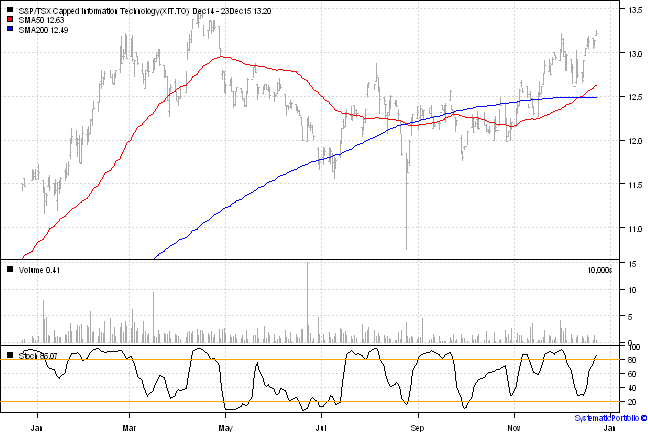 S&P/TSX Capped Information Technology(XIT.TO) Dec14 - 23Dec15 13.20
SMA50 12.63
SMA200 12.49
13.5
13.0
12.5
12.0
11.5
11.0
Volume 0.41
10,000s
15
10
5
0
Stoch 86.07
100
80
60
40
20
SystematicPortfolio ©
Jan Mar May Jul Sep Nov Jan